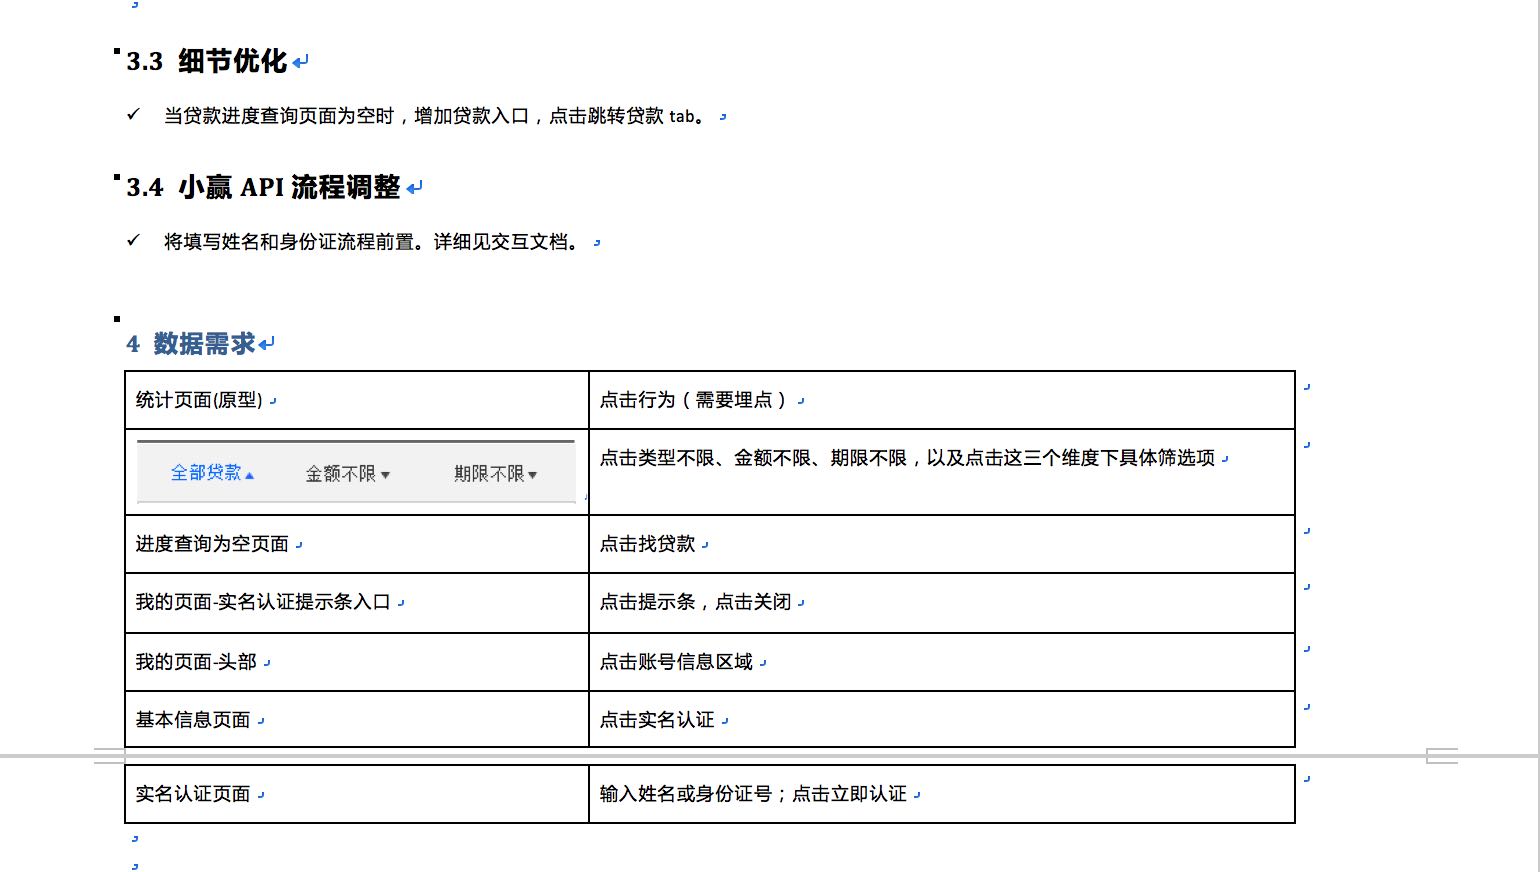 3.3 细节优化
✓ 当贷款进度查询页面为空时，增加贷款入口，点击跳转贷款 tab。
3.4 小赢 API 流程调整
✓ 将填写姓名和身份证流程前置。详细见交互文档。
4 数据需求
统计页面(原型) 点击行为（需要埋点）
全部贷款▲ 金额不限▼ 期限不限▼ 点击类型不限、金额不限、期限不限，以及点击这三个维度下具体筛选项
进度查询为空页面 点击找贷款
我的页面-实名认证提示条入口 点击提示条，点击关闭
我的页面-头部 点击账号信息区域
基本信息页面 点击实名认证
实名认证页面 输入姓名或身份证号；点击立即认证